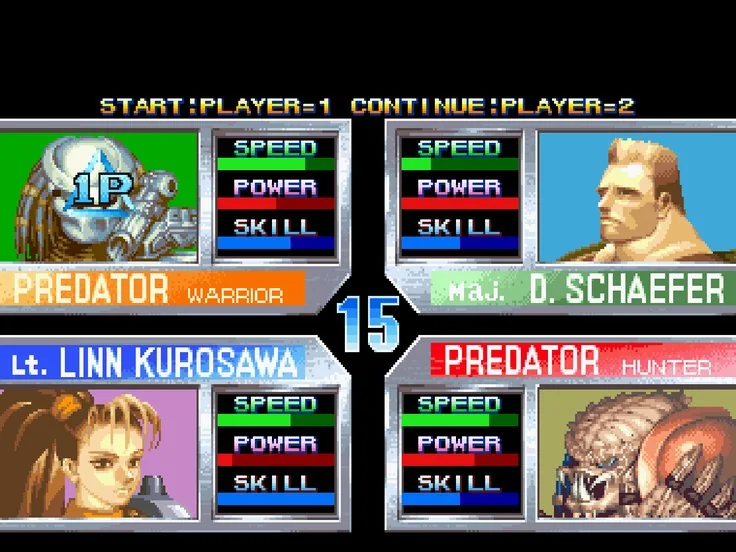 START:PLAYER=1 CONTINUE:PLAYER=2
1P
SPEED
POWER
SKILL
PREDATOR WARRIOR
SPEED
POWER
SKILL
Maj. D. SCHAEFER
15
Lt. LINN KUROSAWA
SPEED
POWER
SKILL
PREDATOR HUNTER
SPEED
POWER
SKILL